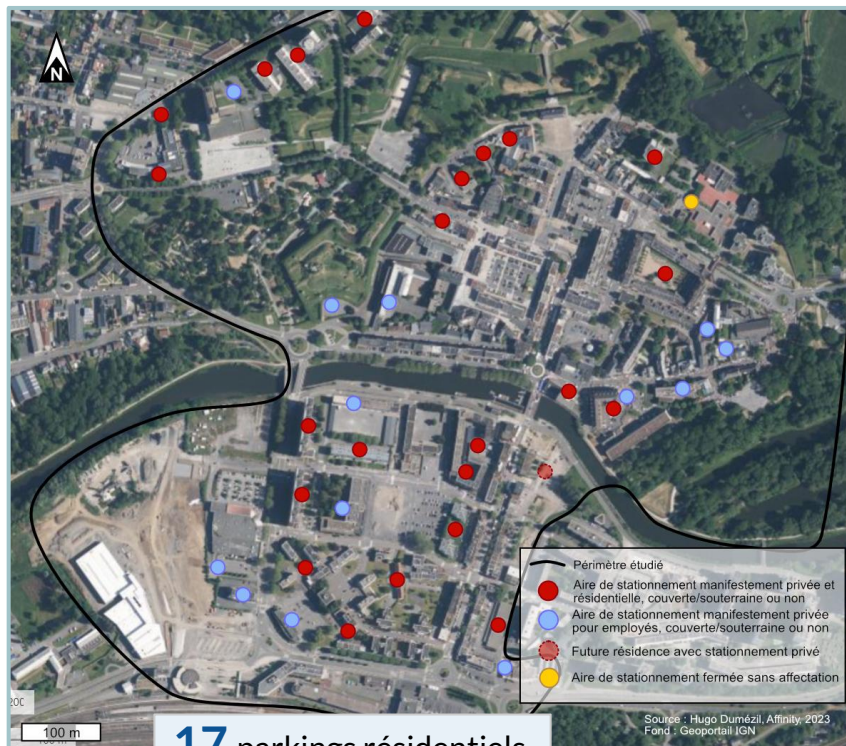 N
Périmètre étudié
Aire de stationnement manifestement privée et
résidentielle, couverte/souterraine ou non
Aire de stationnement manifestement privée
pour employés, couverte/souterraine ou non
Future résidence avec stationnement privé
Aire de stationnement fermée sans affectation
Source : Hugo Dumézil, Affinity, 2023
Fond : Geoportail IGN
100 m
17 parkings résidentiels